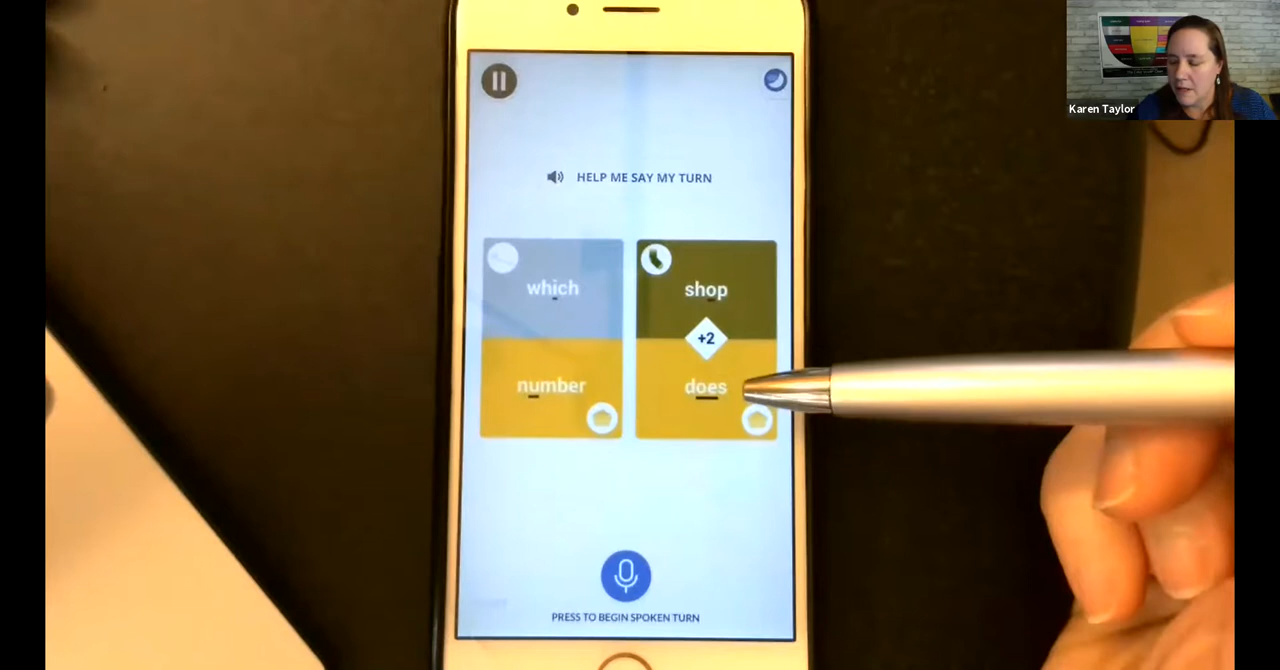 Karen Taylor
HELP ME SAY MY TURN
which
shop
+2
number
does
PRESS TO BEGIN SPOKEN TURN